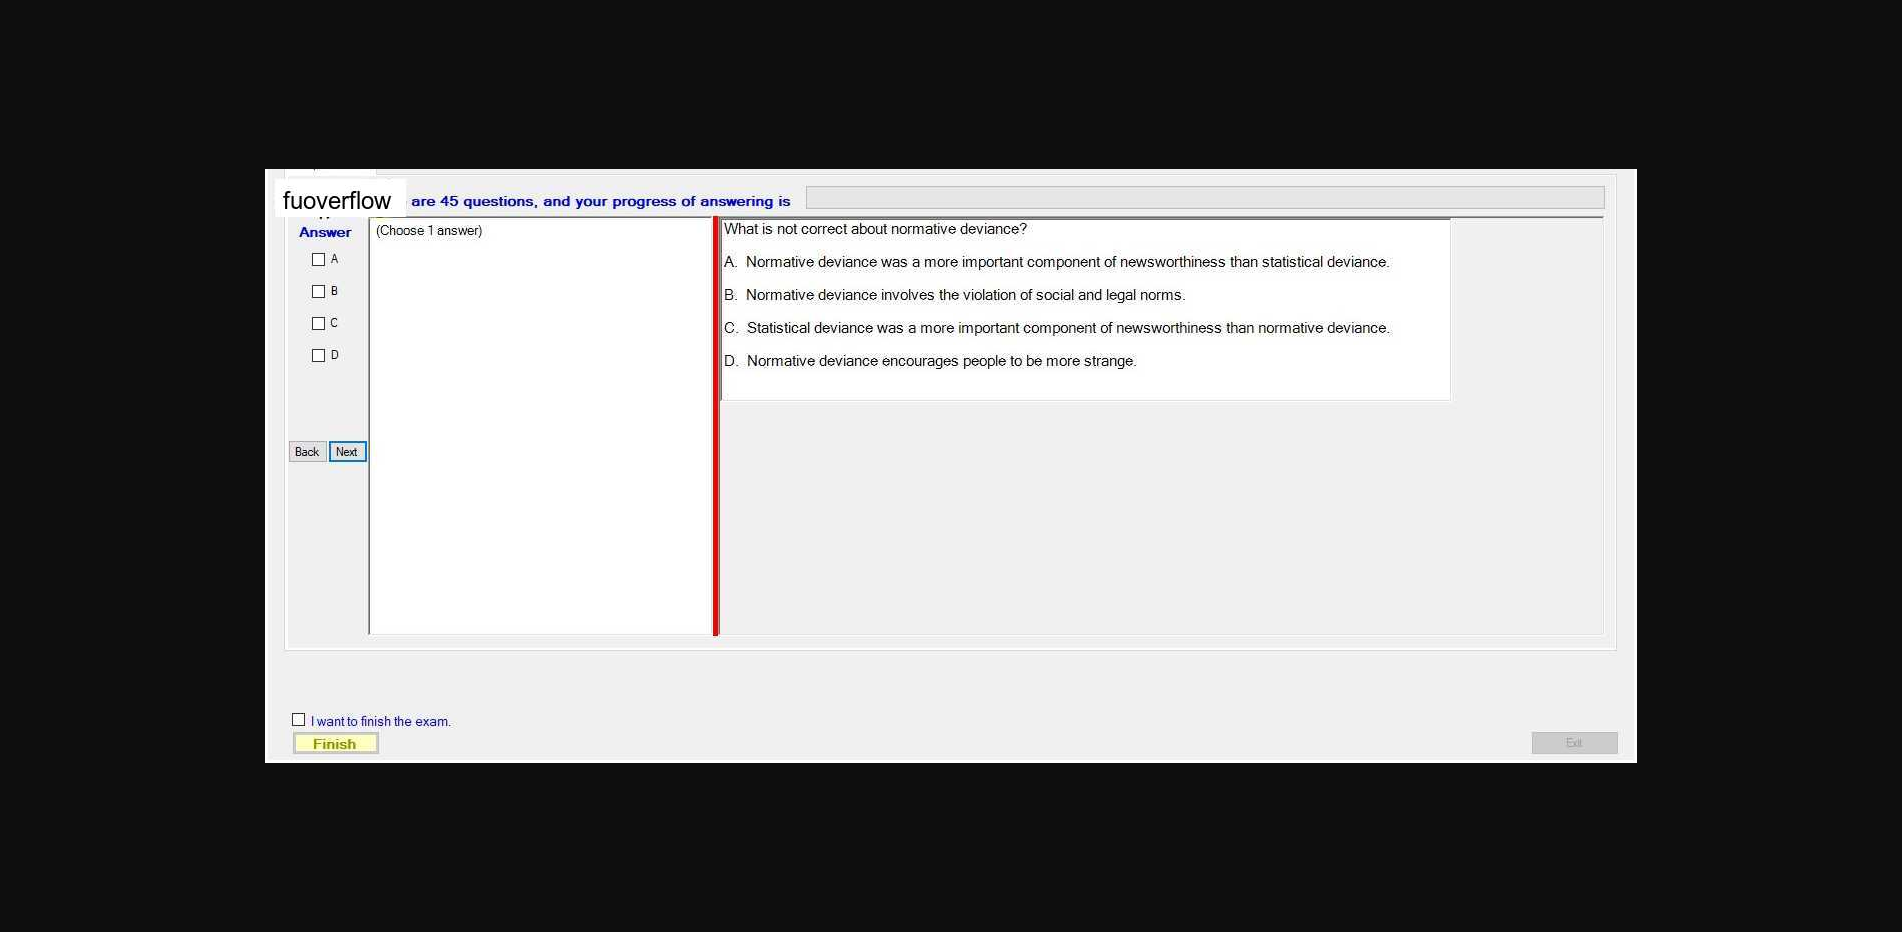 fuoverflow are 45 questions, and your progress of answering is
Answer
(Choose 1 answer)
A
B
C
D
Back Next
What is not correct about normative deviance?
A. Normative deviance was a more important component of newsworthiness than statistical deviance.
B. Normative deviance involves the violation of social and legal norms.
C. Statistical deviance was a more important component of newsworthiness than normative deviance.
D. Normative deviance encourages people to be more strange.
I want to finish the exam.
Finish
Exit